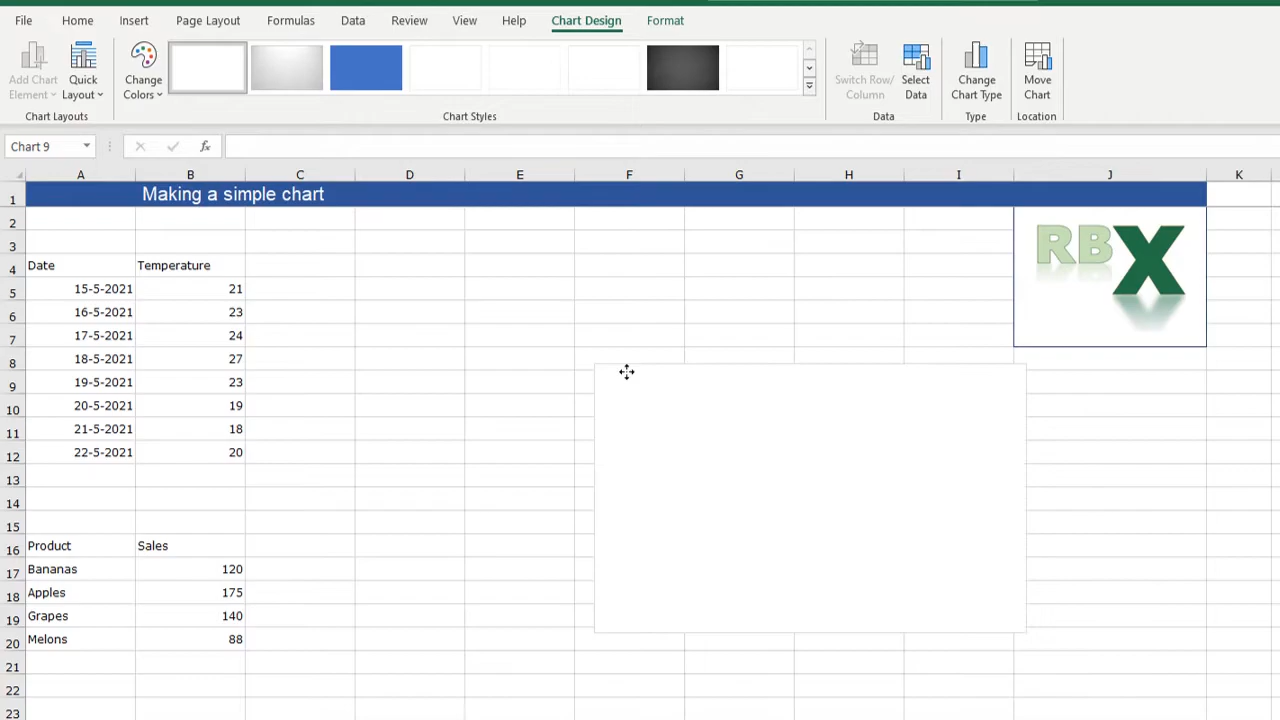 File Home Insert Page Layout Formulas Data Review View Help Chart Design Format
Add Chart Element Quick Layout Change Colors Switch Row/ Column Select Data Change Chart Type Move Chart
Chart Layouts Chart Styles Data Type Location
Chart 9 fx
A B C D E F G H I J K
1 Making a simple chart
2
RBX
3
4 Date Temperature
5 15-5-2021 21
6 16-5-2021 23
7 17-5-2021 24
8 18-5-2021 27
9 19-5-2021 23
10 20-5-2021 19
11 21-5-2021 18
12 22-5-2021 20
13
14
15
16 Product Sales
17 Bananas 120
18 Apples 175
19 Grapes 140
20 Melons 88
21
22
23